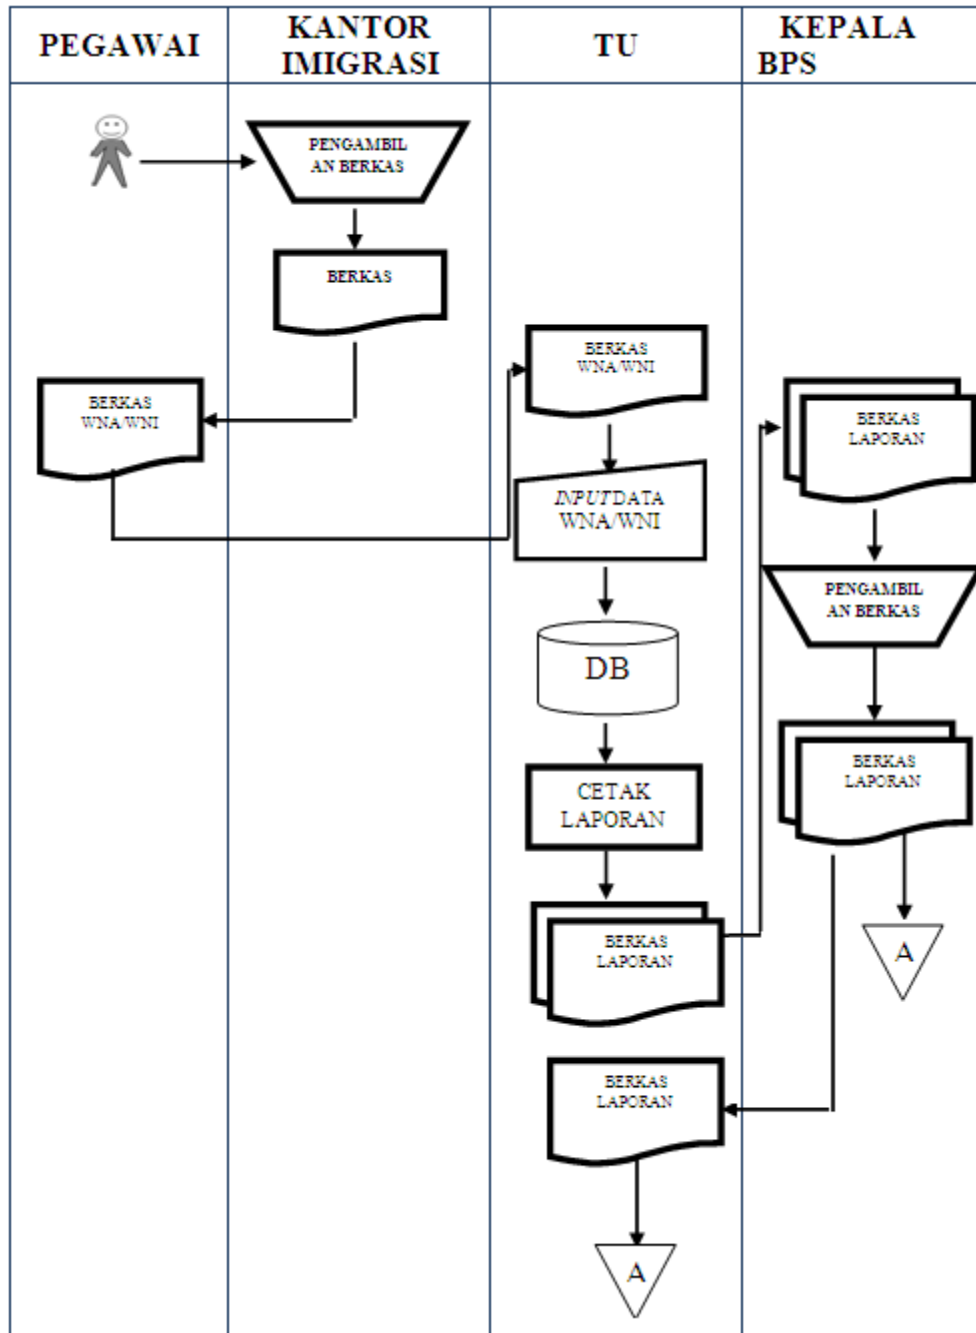 PEGAWAI
KANTOR
IMIGRASI
TU
KEPALA
BPS
PENGAMBIL
AN BERKAS
BERKAS
BERKAS
WNA/WNI
BERKAS
WNA/WNI
INPUT DATA
WNA/WNI
DB
CETAK
LAPORAN
BERKAS
LAPORAN
BERKAS
LAPORAN
PENGAMBIL
AN BERKAS
BERKAS
LAPORAN
A
BERKAS
LAPORAN
A